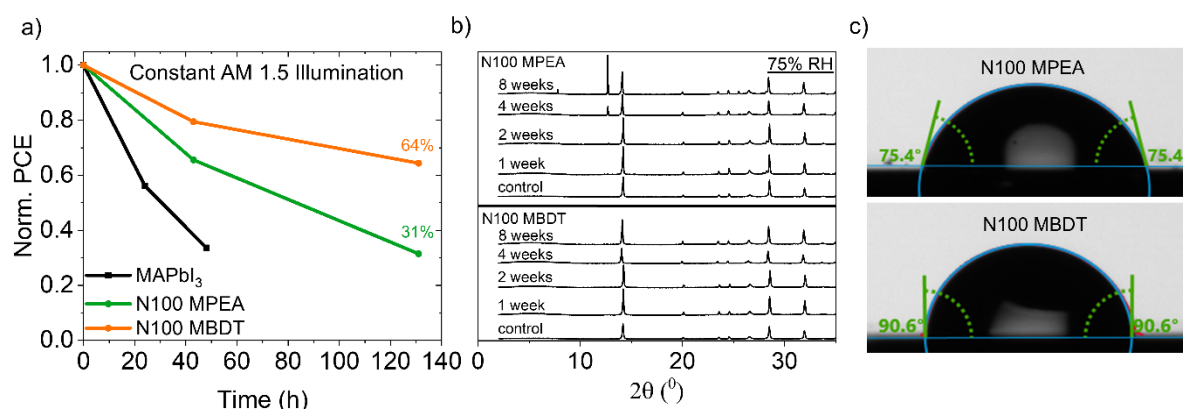 a)
Constant AM 1.5 Illumination
Norm. PCE
1.0
0.8
0.6
0.4
0.2
0.0
64%
31%
MAPbI₃
N100 MPEA
N100 MBDT
0 20 40 60 80 100 120 140
Time (h)
b)
N100 MPEA
75% RH
8 weeks
4 weeks
2 weeks
1 week
control
N100 MBDT
8 weeks
4 weeks
2 weeks
1 week
control
0 10 20 30
2θ (⁰)
c)
N100 MPEA
75.4° 75.4
N100 MBDT
90.6° 90.6°